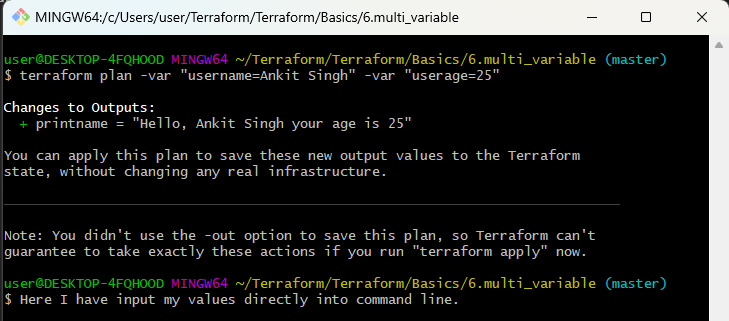 MINGW64:/c/Users/user/Terraform/Terraform/Basics/6.multi_variable
user@DESKTOP-4FQHOOD MINGW64 ~/Terraform/Terraform/Basics/6.multi_variable (master)
$ terraform plan -var "username=Ankit Singh" -var "userage=25"
Changes to Outputs:
+ printname = "Hello, Ankit Singh your age is 25"
You can apply this plan to save these new output values to the Terraform
state, without changing any real infrastructure.
Note: You didn't use the -out option to save this plan, so Terraform can't
guarantee to take exactly these actions if you run "terraform apply" now.
user@DESKTOP-4FQHOOD MINGW64 ~/Terraform/Terraform/Basics/6.multi_variable (master)
$ Here I have input my values directly into command line.